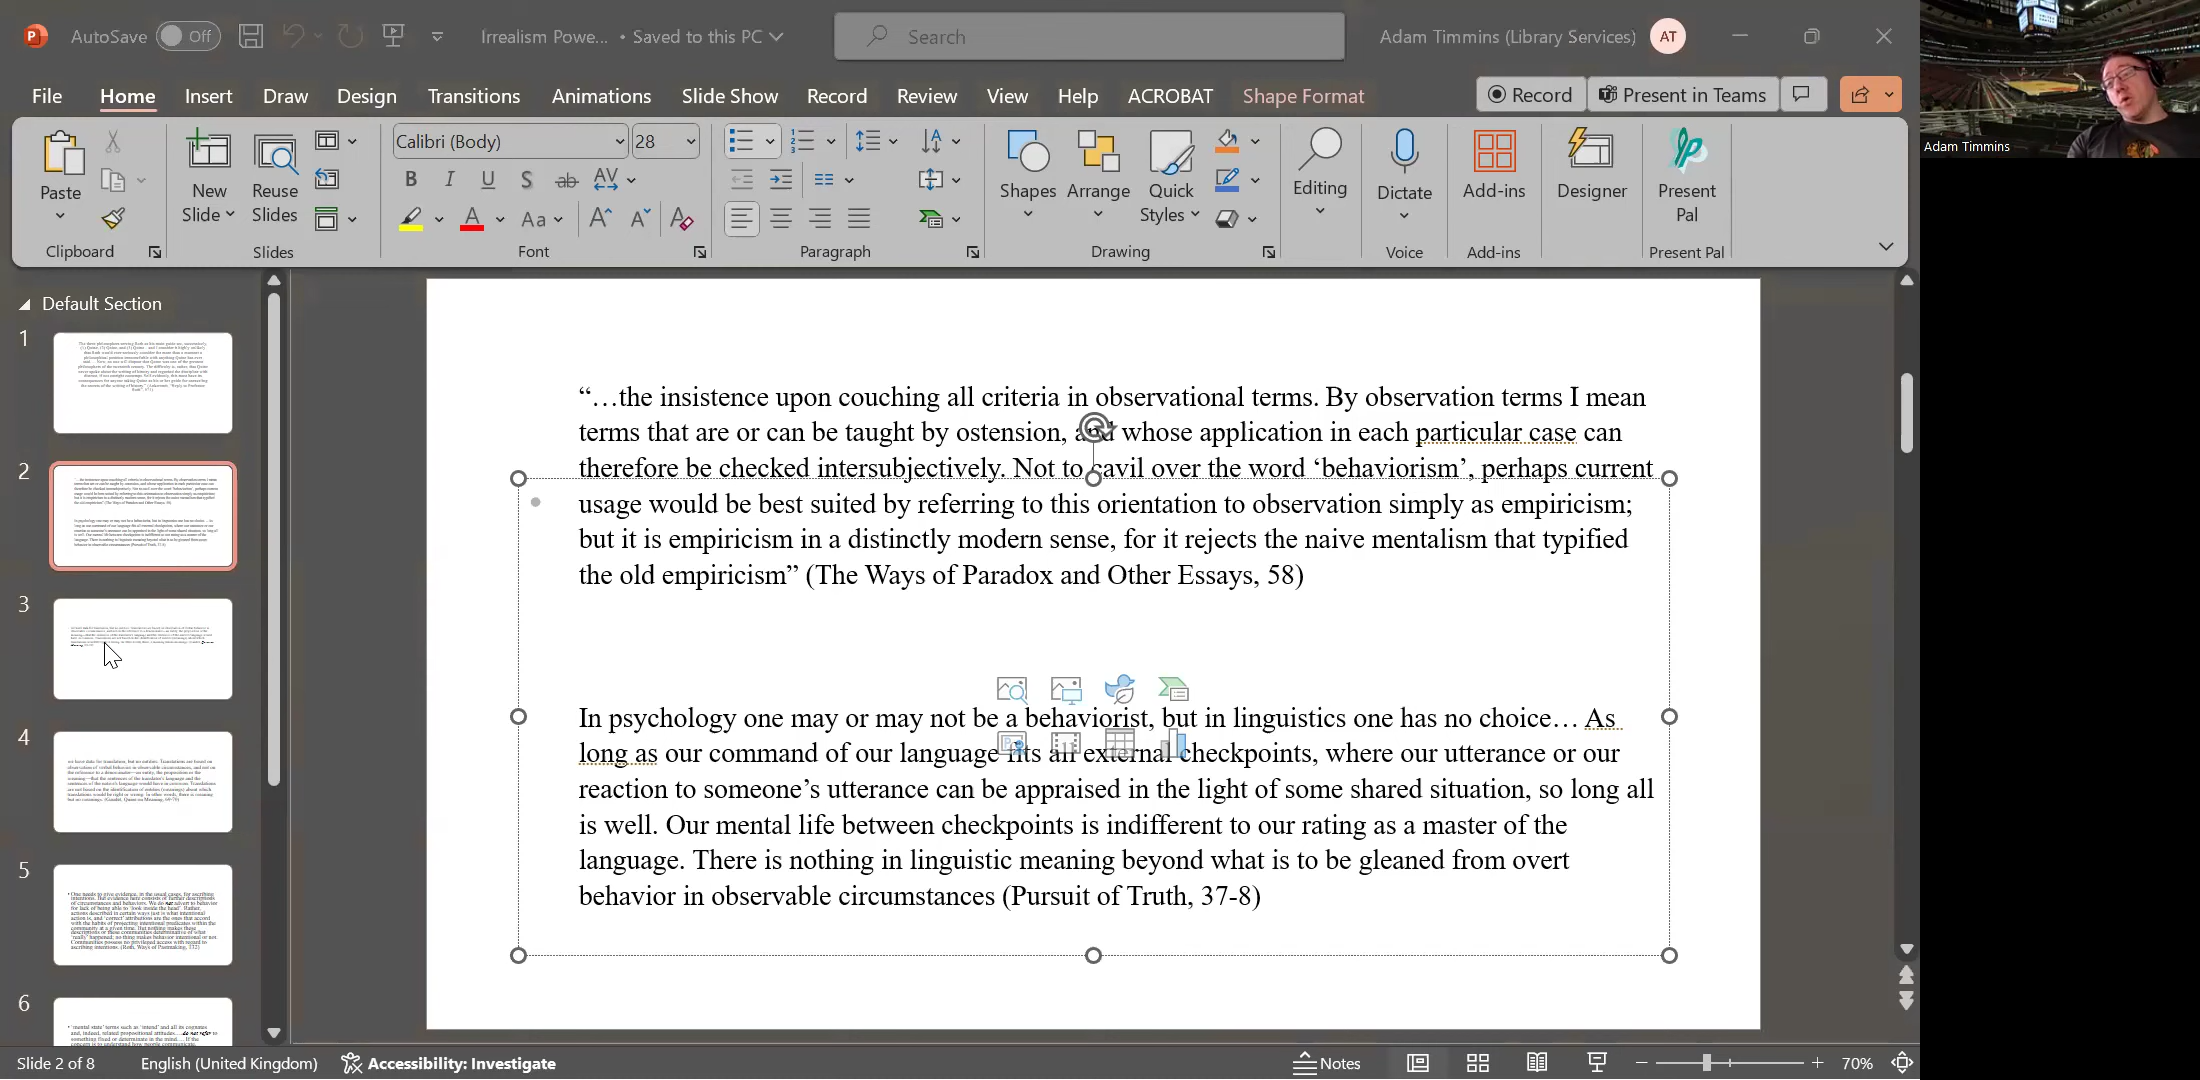 AutoSave Off Irrealism Powe... • Saved to this PC Search Adam Timmins (Library Services) AT
File Home Insert Draw Design Transitions Animations Slide Show Record Review View Help ACROBAT Shape Format Record Present in Teams
Paste
Clipboard
New
Slide
Reuse
Slides
Slides
Calibri (Body) 28
Font
Paragraph
Shapes
Arrange
Quick
Styles
Drawing
Editing
Dictate
Voice
Add-ins
Add-ins
Designer
Present
Pal
Present Pal
Adam Timmins
Default Section
1
2
3
4
5
6
“…the insistence upon couching all criteria in observational terms. By observation terms I mean
terms that are or can be taught by ostension, and whose application in each particular case can
therefore be checked intersubjectively. Not to cavil over the word ‘behaviorism’, perhaps current
usage would be best suited by referring to this orientation to observation simply as empiricism;
but it is empiricism in a distinctly modern sense, for it rejects the naive mentalism that typified
the old empiricism” (The Ways of Paradox and Other Essays, 58)
In psychology one may or may not be a behaviorist, but in linguistics one has no choice… As
long as our command of our language fits an external checkpoints, where our utterance or our
reaction to someone’s utterance can be appraised in the light of some shared situation, so long all
is well. Our mental life between checkpoints is indifferent to our rating as a master of the
language. There is nothing in linguistic meaning beyond what is to be gleaned from overt
behavior in observable circumstances (Pursuit of Truth, 37-8)
Slide 2 of 8 English (United Kingdom) Accessibility: Investigate Notes 70%